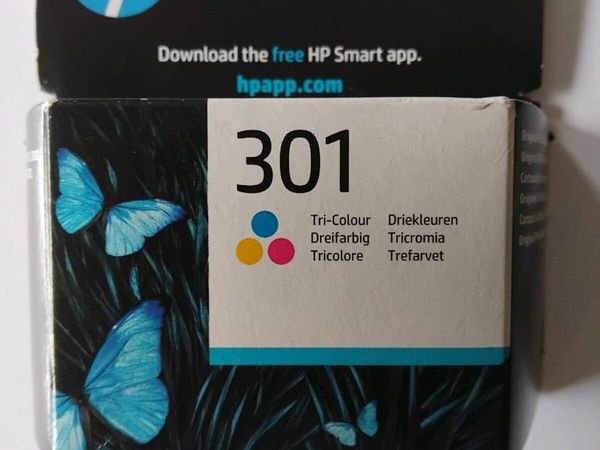 Download the free HP Smart app.
hpapp.com
301
Tri-Colour Driekleuren
Dreifarbig Tricromia
Tricolore Trefarvet